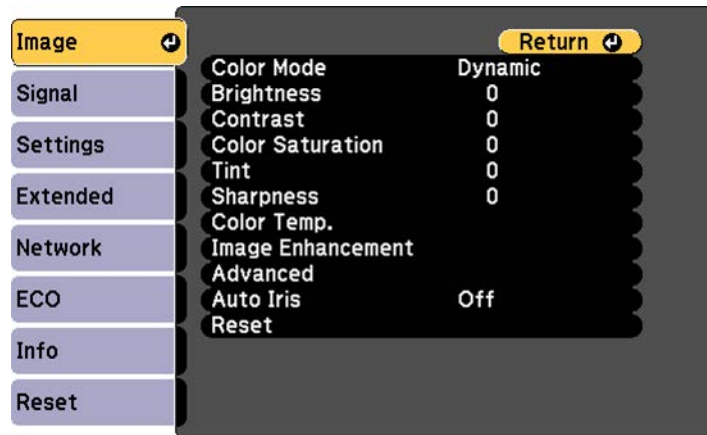 Image
Signal
Settings
Extended
Network
ECO
Info
Reset
Return
Color Mode Dynamic
Brightness 0
Contrast 0
Color Saturation 0
Tint 0
Sharpness 0
Color Temp.
Image Enhancement
Advanced
Auto Iris Off
Reset